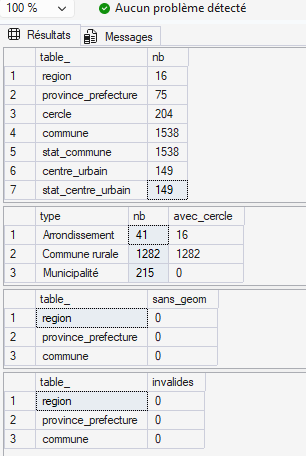 100 % Aucun problème détecté
Résultats Messages
table_ nb
1 region 16
2 province_prefecture 75
3 cercle 204
4 commune 1538
5 stat_commune 1538
6 centre_urbain 149
7 stat_centre_urbain 149
type nb avec_cercle
1 Arrondissement 41 16
2 Commune rurale 1282 1282
3 Municipalité 215 0
table_ sans_geom
1 region 0
2 province_prefecture 0
3 commune 0
table_ invalides
1 region 0
2 province_prefecture 0
3 commune 0